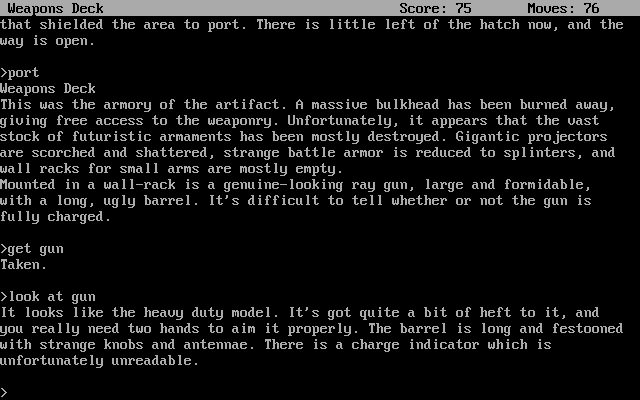 Weapons Deck Score: 75 Moves: 76
that shielded the area to port. There is little left of the hatch now, and the
way is open.
>port
Weapons Deck
This was the armory of the artifact. A massive bulkhead has been burned away,
giving free access to the weaponry. Unfortunately, it appears that the vast
stock of futuristic armaments has been mostly destroyed. Gigantic projectors
are scorched and shattered, strange battle armor is reduced to splinters, and
wall racks for small arms are mostly empty.
Mounted in a wall-rack is a genuine-looking ray gun, large and formidable,
with a long, ugly barrel. It's difficult to tell whether or not the gun is
fully charged.
>get gun
Taken.
>look at gun
It looks like the heavy duty model. It's got quite a bit of heft to it, and
you really need two hands to aim it properly. The barrel is long and festooned
with strange knobs and antennae. There is a charge indicator which is
unfortunately unreadable.
>